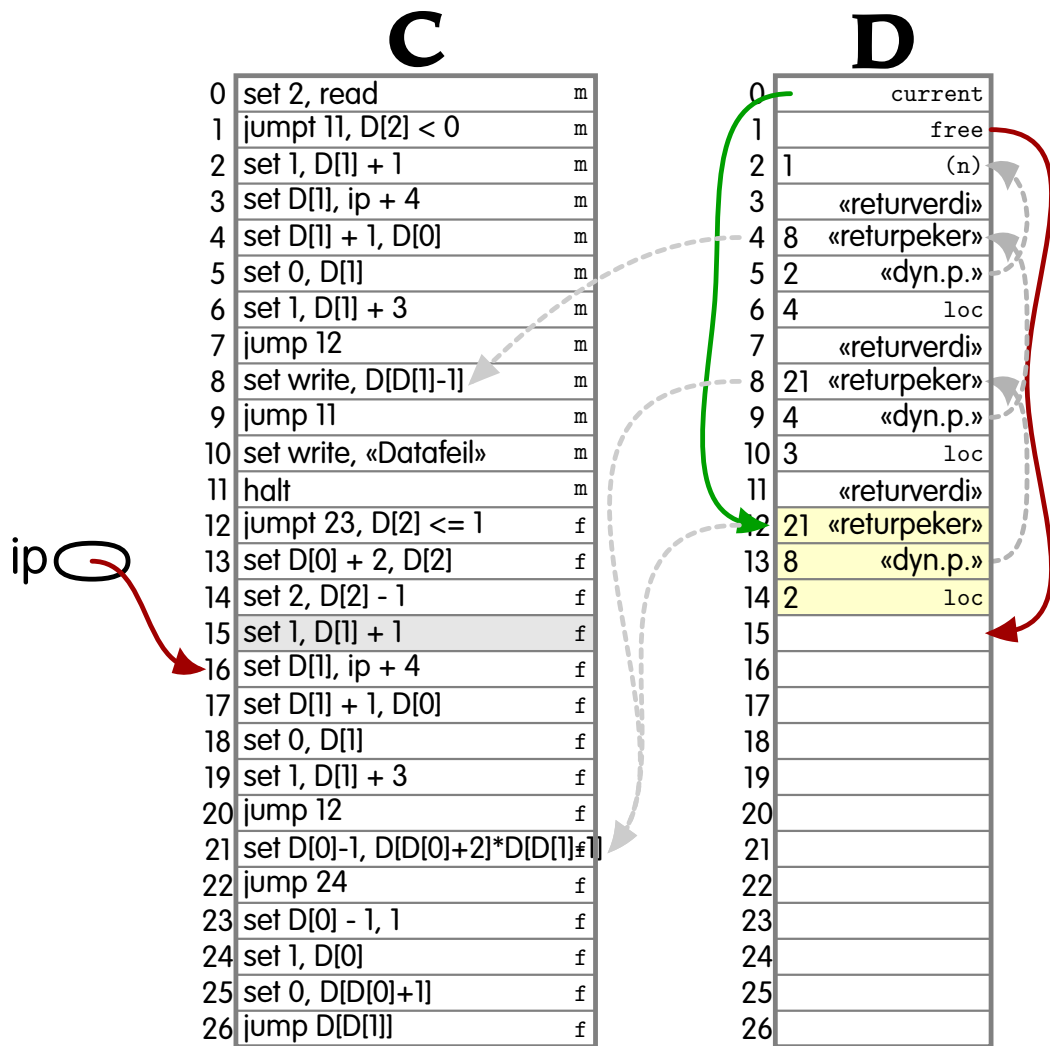 C
0 set 2, read m
1 jumpt 11, D[2] < 0 m
2 set 1, D[1] + 1 m
3 set D[1], ip + 4 m
4 set D[1] + 1, D[0] m
5 set 0, D[1] m
6 set 1, D[1] + 3 m
7 jump 12 m
8 set write, D[D[1]-1] m
9 jump 11 m
10 set write, «Datafeil» m
11 halt m
12 jumpt 23, D[2] <= 1 f
ip
13 set D[0] + 2, D[2] f
14 set 2, D[2] - 1 f
15 set 1, D[1] + 1 f
16 set D[1], ip + 4 f
17 set D[1] + 1, D[0] f
18 set 0, D[1] f
19 set 1, D[1] + 3 f
20 jump 12 f
21 set D[0]-1, D[D[0]+2]*D[D[1]+1] f
22 jump 24 f
23 set D[0] - 1, 1 f
24 set 1, D[0] f
25 set 0, D[D[0]+1] f
26 jump D[D[1]] f
D
0 current
1 free
2 1 (n)
3 «returverdi»
4 8 «returpeker»
5 2 «dyn.p.»
6 4 loc
7 «returverdi»
8 21 «returpeker»
9 4 «dyn.p.»
10 3 loc
11 «returverdi»
12 21 «returpeker»
13 8 «dyn.p.»
14 2 loc
15
16
17
18
19
20
21
22
23
24
25
26